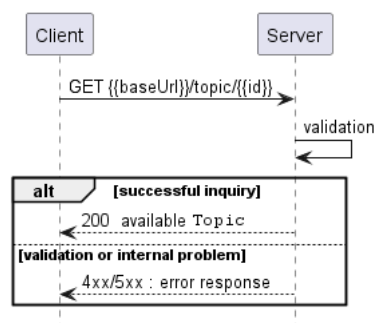 Client Server
GET {{baseUrl}}/topic/{{id}}
validation
alt [successful inquiry]
200 available Topic
[validation or internal problem]
4xx/5xx : error response